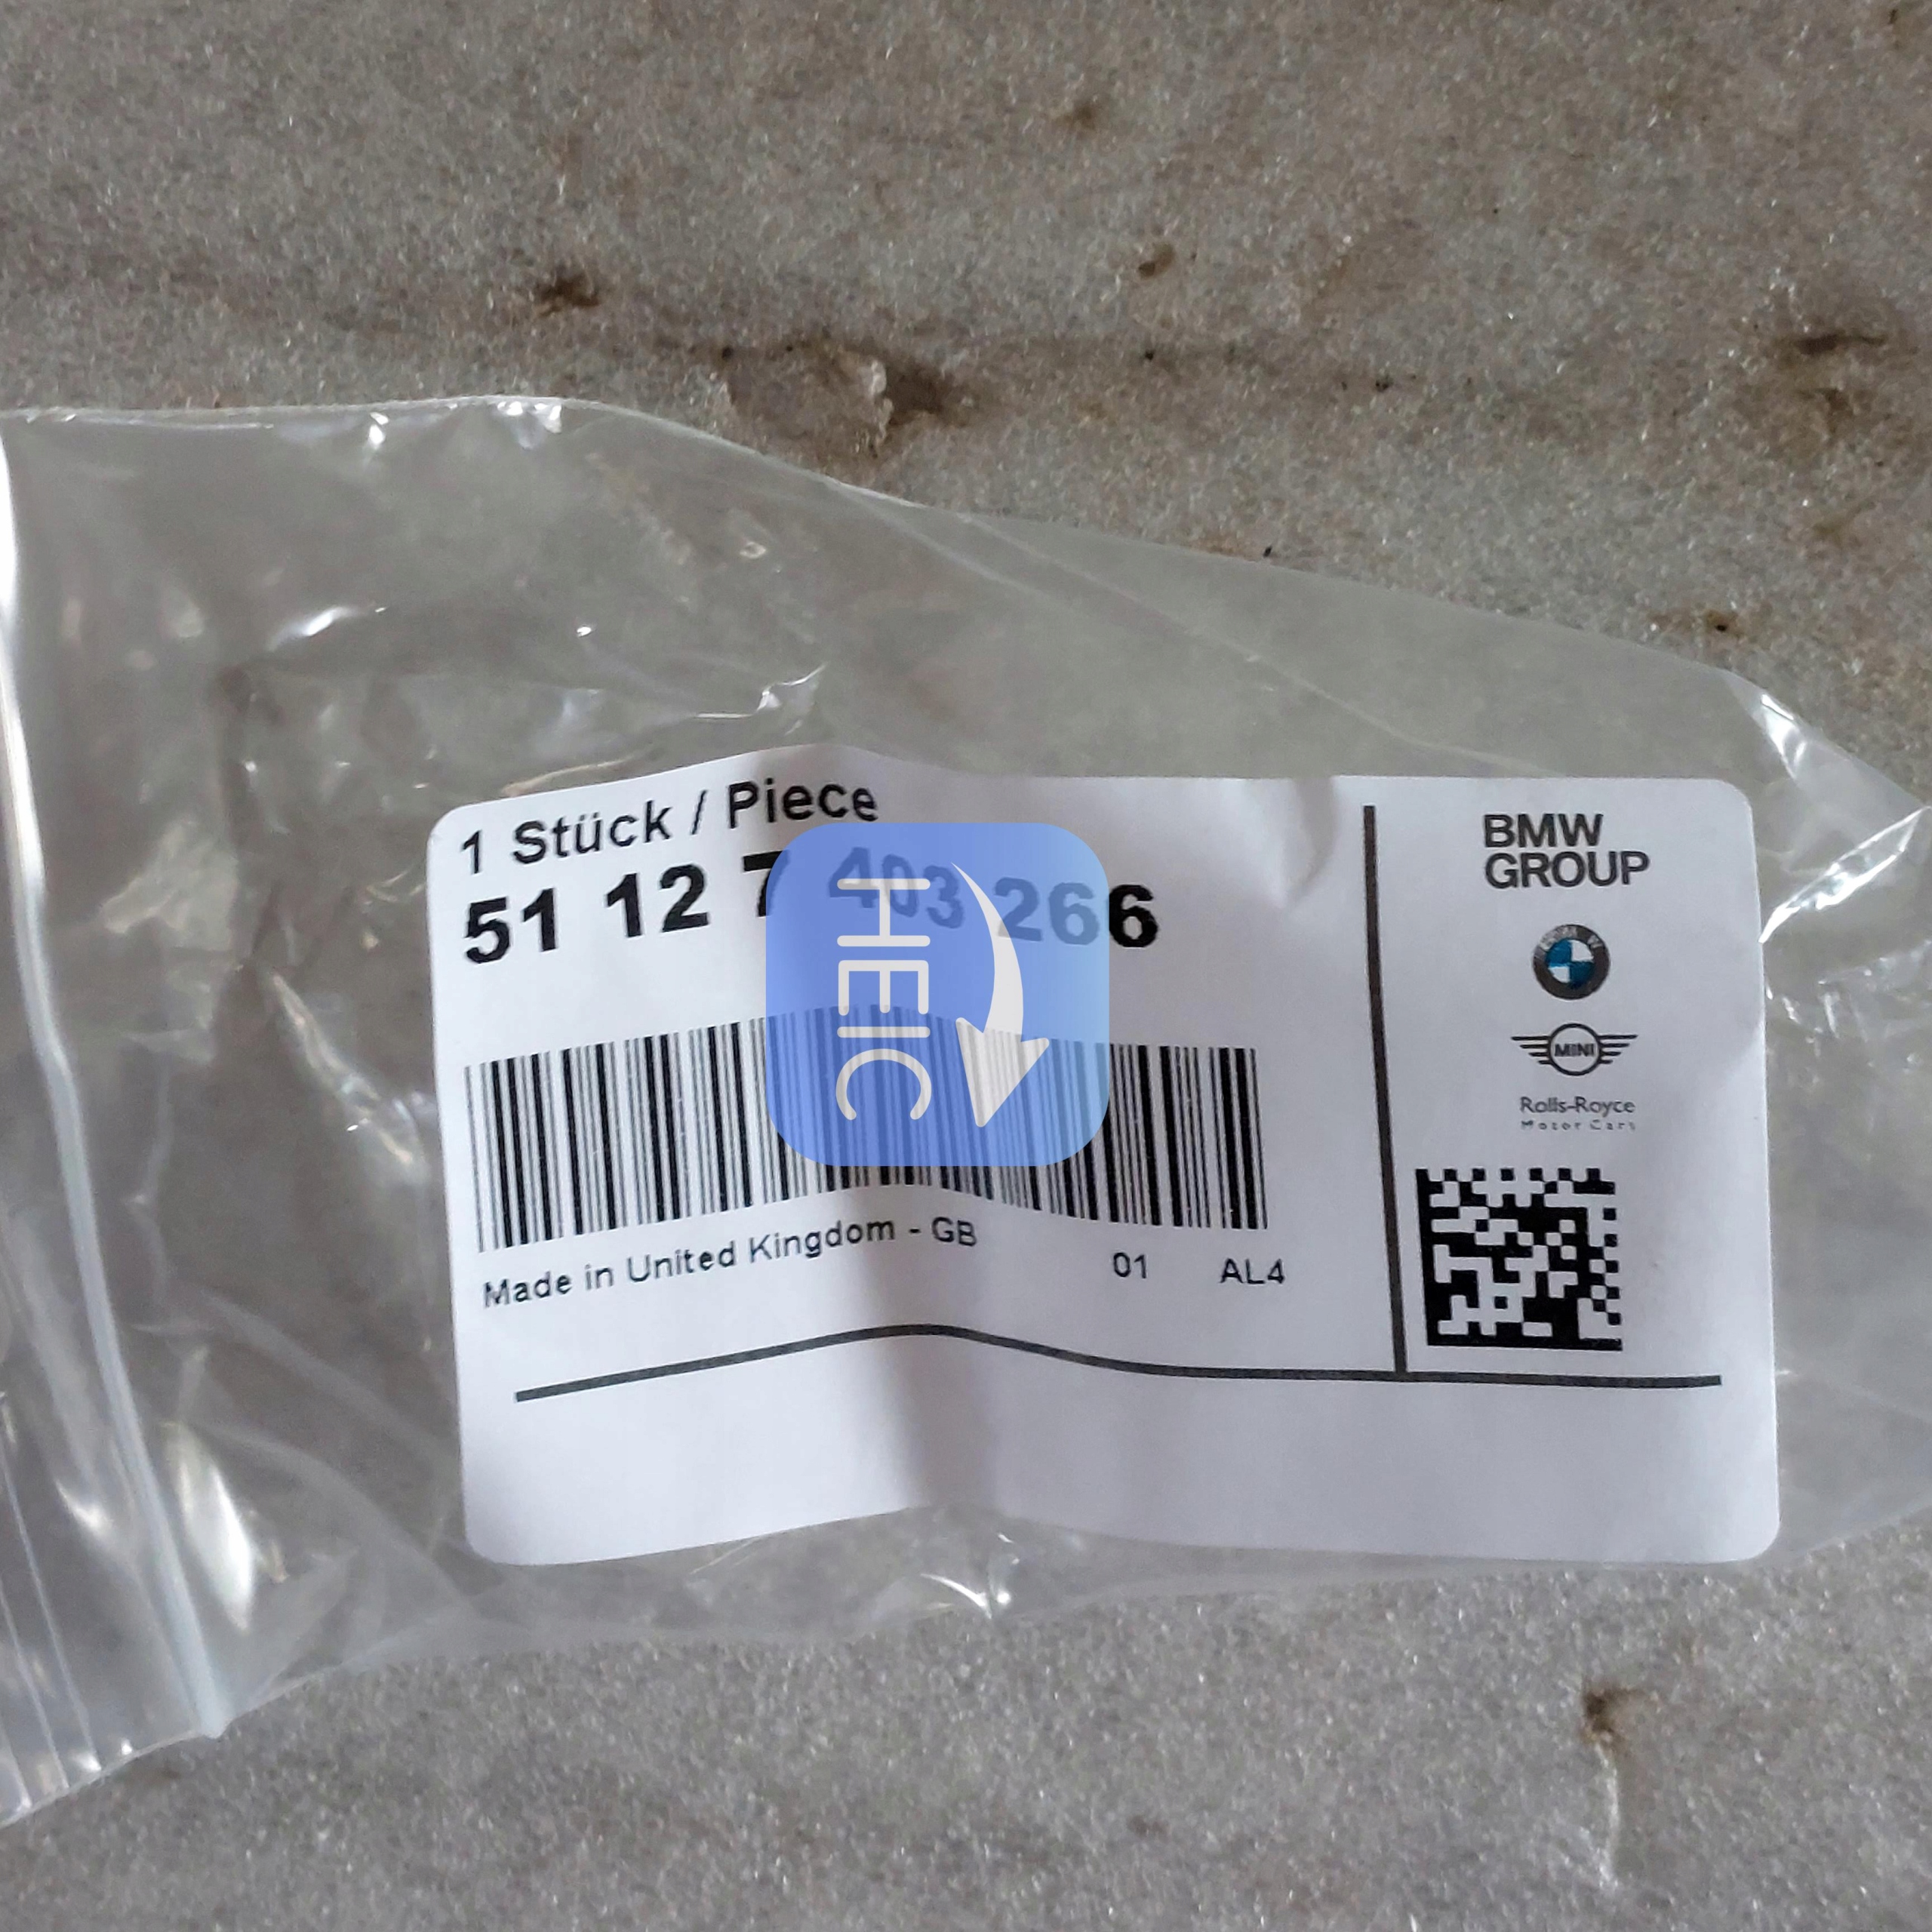 1 Stück / Piece
51 12 7 403 266
Made in United Kingdom - GB
01 AL4
BMW
GROUP
BMW
MINI
Rolls-Royce
Motor Cars
HEIC